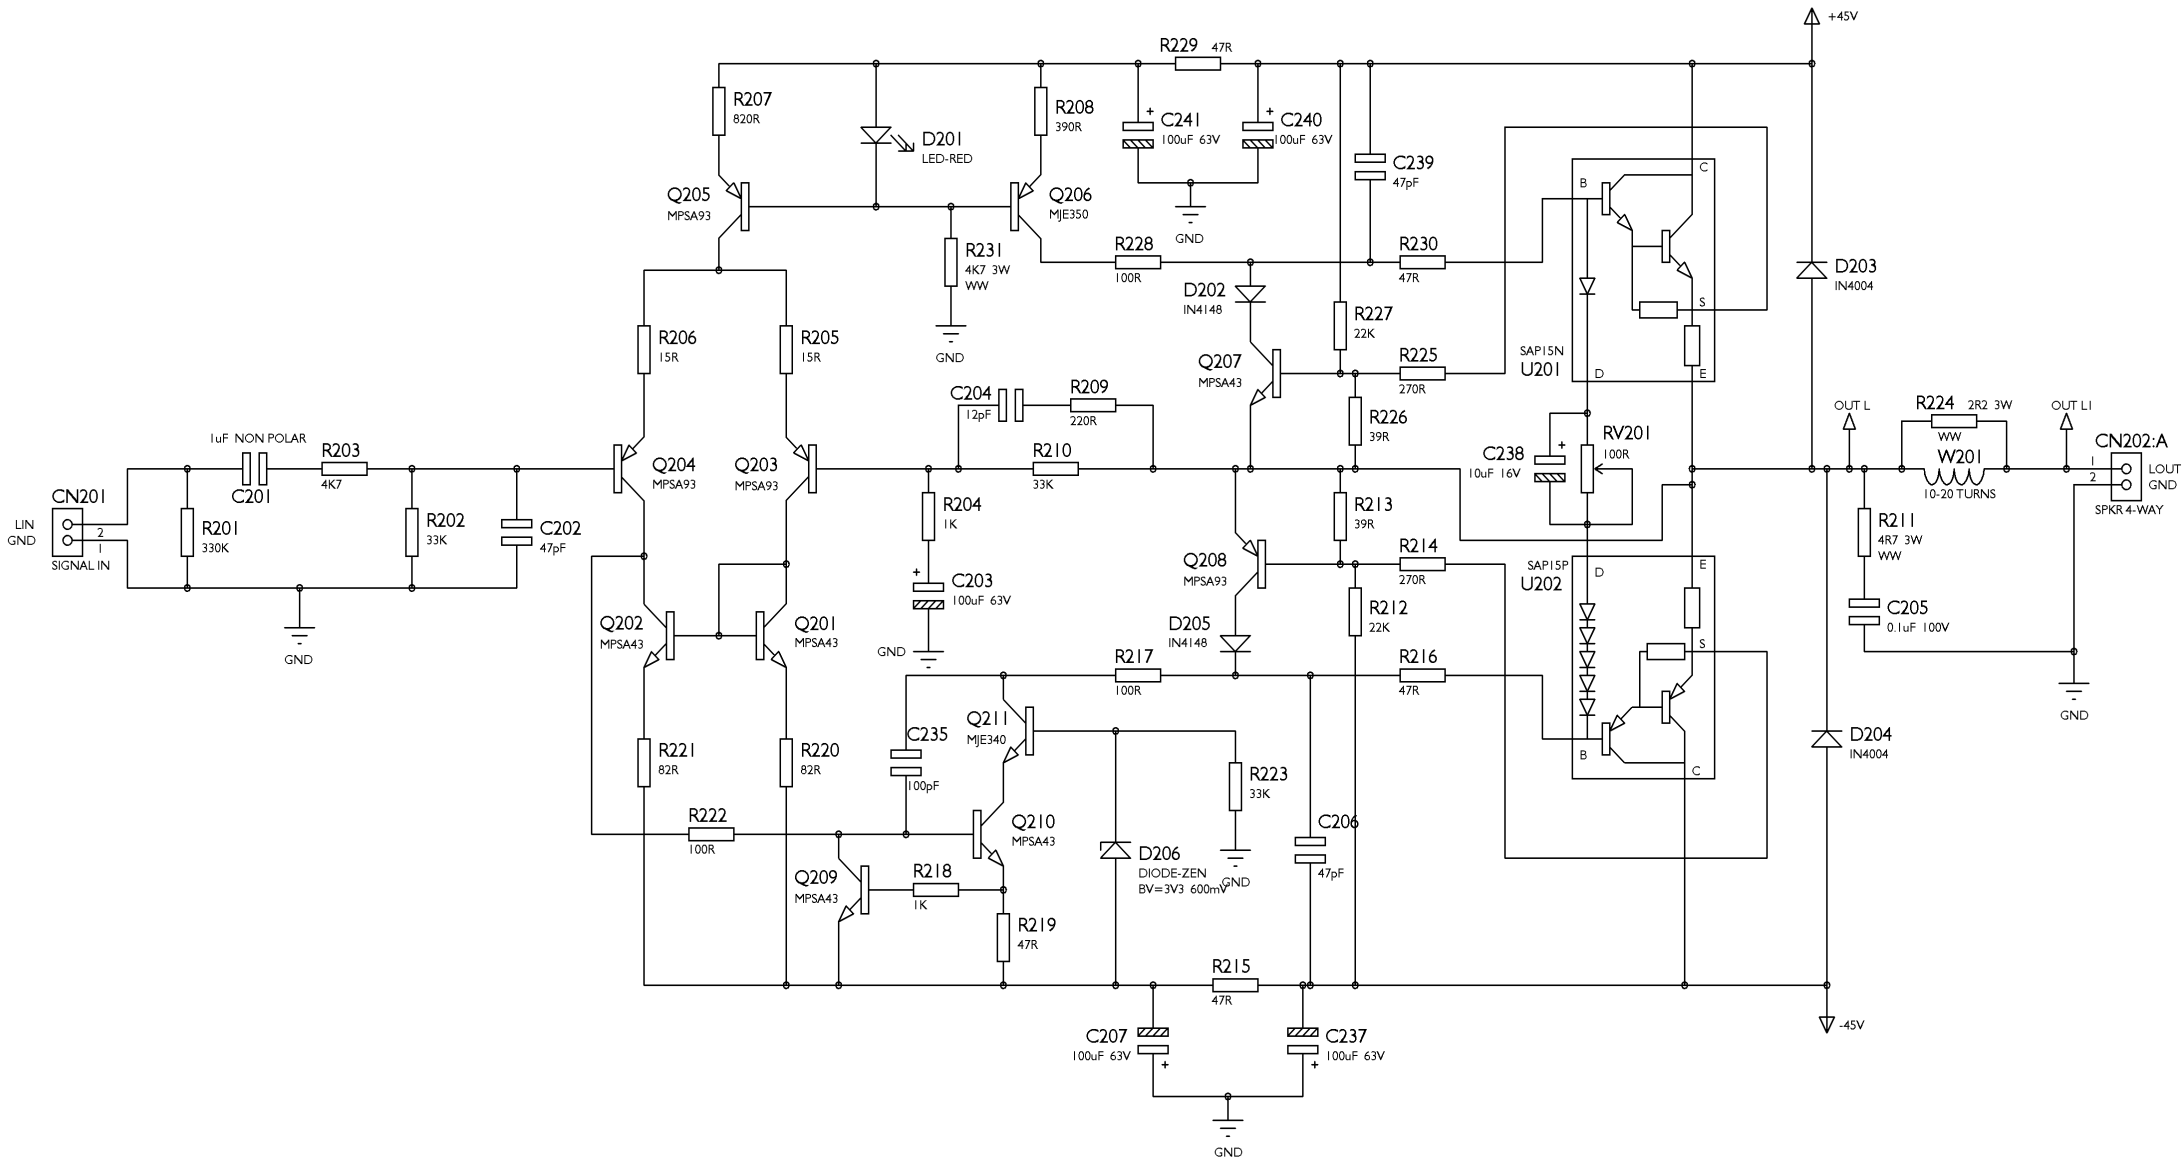 +45V
R229 47R
R207
820R
D201
LED-RED
R208
390R
C241
100uF 63V
C240
100uF 63V
C239
47pF
Q205
MPSA93
Q206
MJE350
GND
R231
4K7 3W
WW
GND
R228
100R
R230
47R
B
C
S
D
E
SAP15N
U201
D203
IN4004
D202
IN4148
R227
22K
Q207
MPSA43
R225
270R
R206
15R
R205
15R
C204
12pF
R209
220R
R226
39R
R210
33K
C238
10uF 16V
RV201
100R
OUT L
R224 2R2 3W
WW
W201
10-20 TURNS
OUT L1
CN202:A
1
2
LOUT
GND
SPKR 4-WAY
1uF NON POLAR
C201
R203
4K7
Q204
MPSA93
Q203
MPSA93
CN201
LIN
GND
2
1
SIGNAL IN
R201
330K
R202
33K
C202
47pF
GND
R204
1K
C203
100uF 63V
GND
R213
39R
Q208
MPSA93
R214
270R
R212
22K
D205
IN4148
SAP15P
U202
D
E
S
B
C
R211
4R7 3W
WW
C205
0.1uF 100V
GND
Q202
MPSA43
Q201
MPSA43
R217
100R
R216
47R
Q211
MJE340
C235
100pF
R221
82R
R220
82R
R223
33K
GND
D204
IN4004
R222
100R
Q210
MPSA43
D206
DIODE-ZEN
BV=3V3 600mV
C206
47pF
Q209
MPSA43
R218
1K
R219
47R
R215
47R
C207
100uF 63V
C237
100uF 63V
-45V
GND